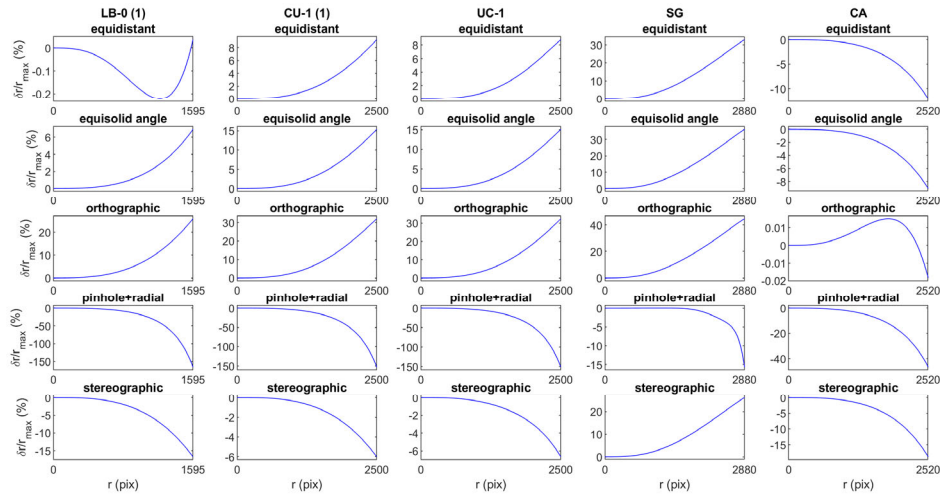 LB-0 (1) CU-1 (1) UC-1 SG CA
equidistant equidistant equidistant equidistant equidistant
δr/r_max (%) 0 -0.1 -0.2 0 1595
8 6 4 2 0 0 2500
8 6 4 2 0 0 2500
30 20 10 0 0 2880
0 -5 -10 0 2520
equisolid angle equisolid angle equisolid angle equisolid angle equisolid angle
δr/r_max (%) 6 4 2 0 0 1595
15 10 5 0 0 2500
15 10 5 0 0 2500
30 20 10 0 0 2880
0 -2 -4 -6 -8 0 2520
orthographic orthographic orthographic orthographic orthographic
δr/r_max (%) 20 10 0 0 1595
30 20 10 0 0 2500
30 20 10 0 0 2500
40 20 0 0 2880
0.01 0 -0.01 -0.02 0 2520
pinhole+radial pinhole+radial pinhole+radial pinhole+radial pinhole+radial
δr/r_max (%) 0 -50 -100 -150 0 1595
0 -50 -100 -150 0 2500
0 -50 -100 -150 0 2500
0 -5 -10 -15 0 2880
0 -20 -40 0 2520
stereographic stereographic stereographic stereographic stereographic
δr/r_max (%) 0 -5 -10 -15 0 1595
0 -2 -4 -6 0 2500
0 -2 -4 -6 0 2500
20 10 0 0 2880
0 -5 -10 -15 0 2520
r (pix) r (pix) r (pix) r (pix) r (pix)